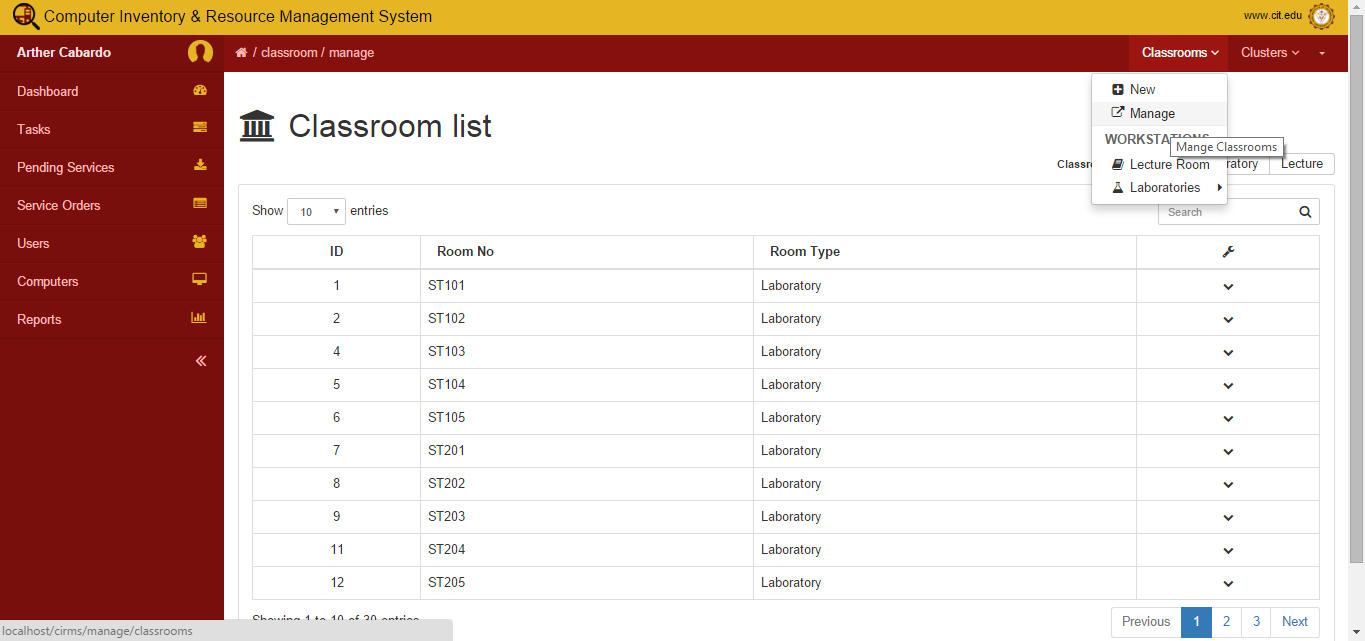 Computer Inventory & Resource Management System
www.cit.edu
Arther Cabardo
/ classroom / manage
Classrooms
Clusters
Dashboard
Tasks
Pending Services
Service Orders
Users
Computers
Reports
New
Manage
WORKSTATIONS
Mange Classrooms
Lecture Room
Laboratories
Classroom list
Lecture
Show 10 entries
Search
ID Room No Room Type
1 ST101 Laboratory
2 ST102 Laboratory
4 ST103 Laboratory
5 ST104 Laboratory
6 ST105 Laboratory
7 ST201 Laboratory
8 ST202 Laboratory
9 ST203 Laboratory
11 ST204 Laboratory
12 ST205 Laboratory
Showing 1 to 10 of 30 entries
Previous 1 2 3 Next
localhost/cirms/manage/classrooms